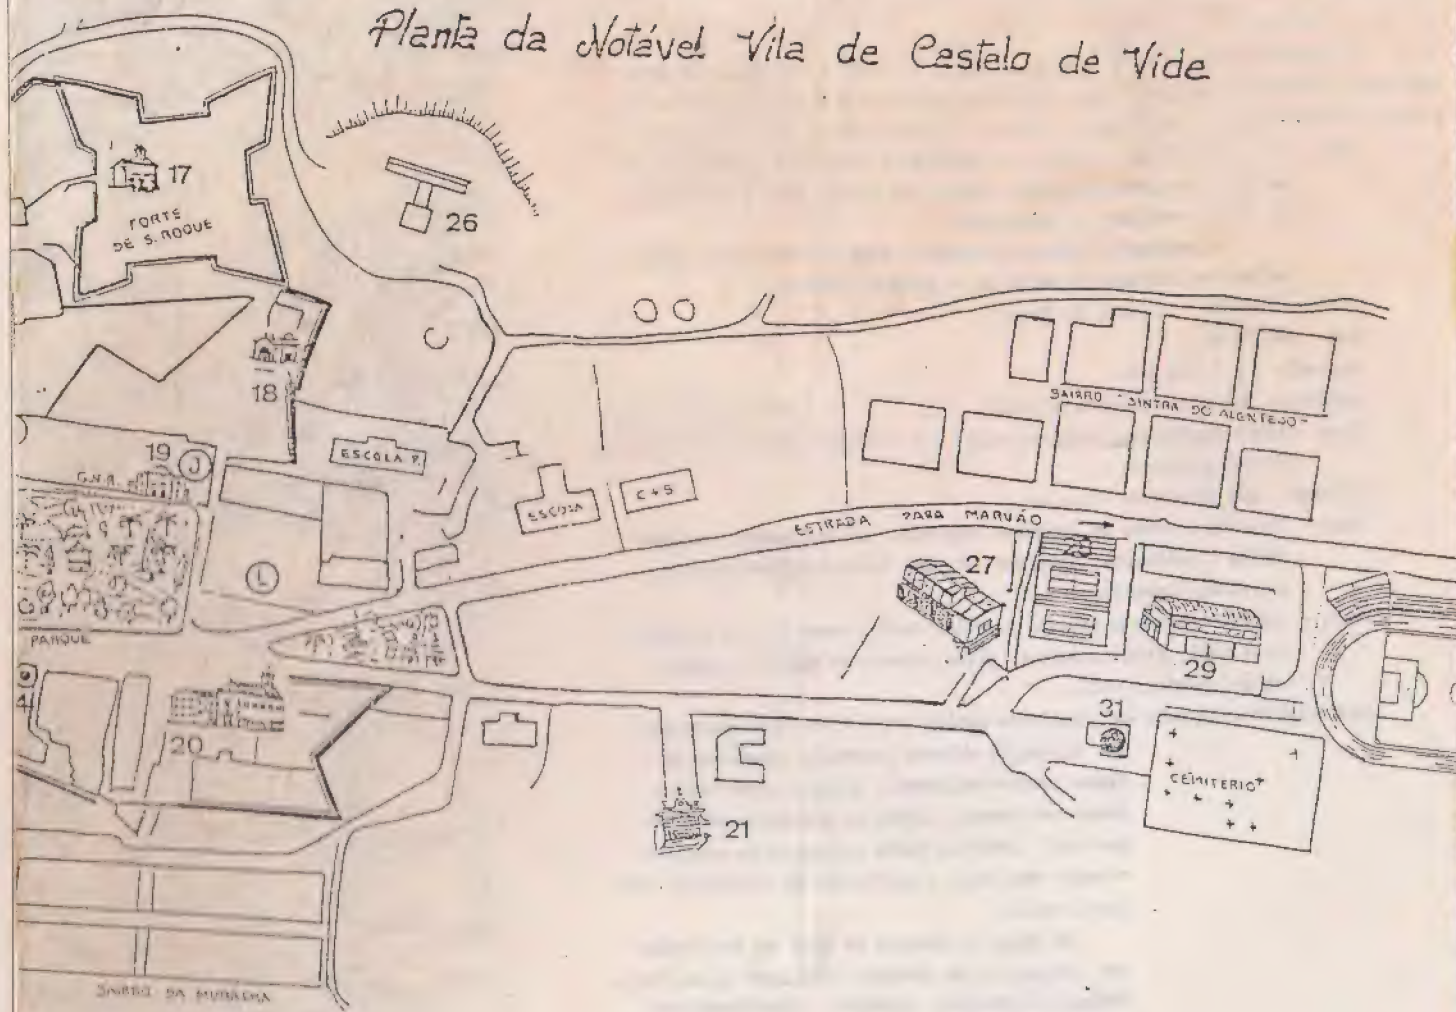 Planta da Notável Vila de Castelo de Vide
17
FORTE
DE S. ROQUE
26
18
BAIRRO - SINTRA DO ALENTEJO -
19
J
G.N.R.
ESCOLA P.
ESCOLA
C+S
ESTRADA PARA MARVÃO
L
27
29
PARQUE
4
20
31
CEMITERIO
21
BAIRRO DA MURALHA